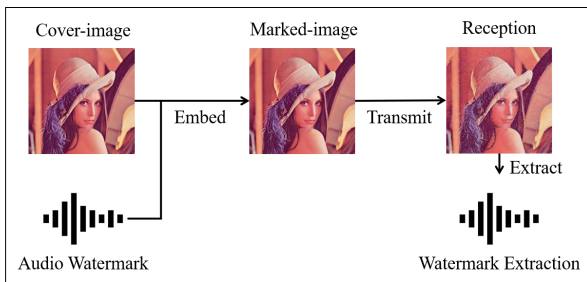 Cover-image
Marked-image
Reception
Embed
Transmit
Extract
Audio Watermark
Watermark Extraction